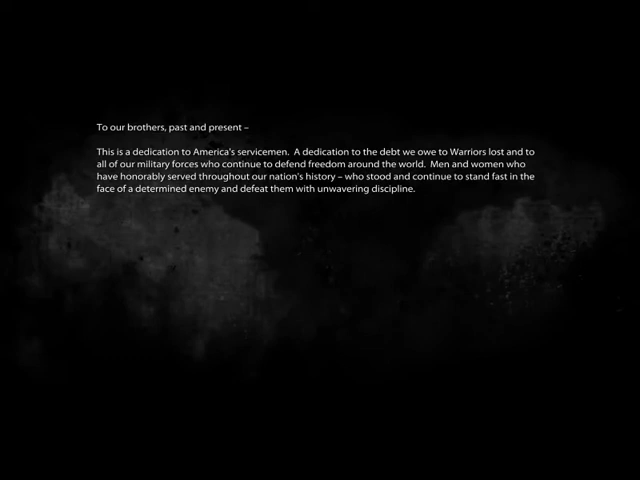 To our brothers, past and present –
This is a dedication to America's servicemen.  A dedication to the debt we owe to Warriors lost and to
all of our military forces who continue to defend freedom around the world.  Men and women who
have honorably served throughout our nation's history – who stood and continue to stand fast in the
face of a determined enemy and defeat them with unwavering discipline.